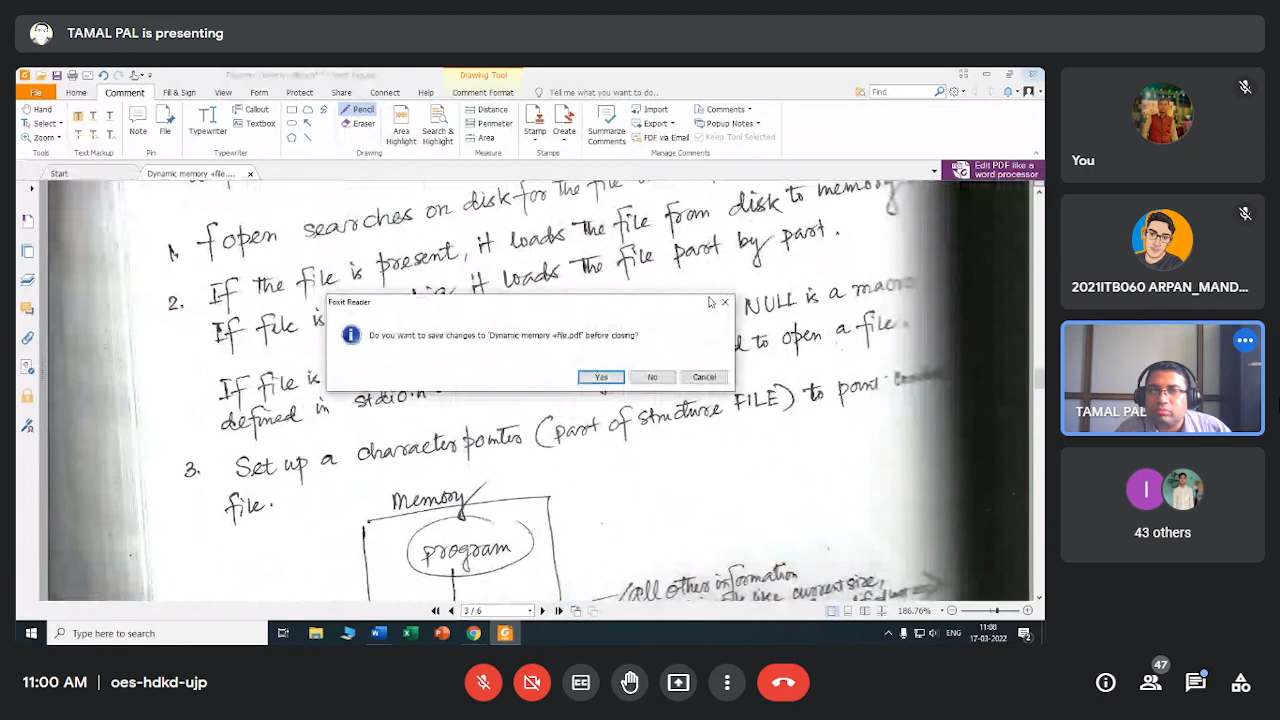 TAMAL PAL is presenting
Drawing Tool
File Home Comment Fill & Sign View Form Protect Share Connect Help Comment Format Tell me what you want to do... Find
Hand
Select
Zoom
Tools
Text Markup
Note
File
Pin
Typewriter
Callout
Textbox
Typewriter
Pencil
Eraser
Drawing
Area Highlight
Search & Highlight
Distance
Perimeter
Area
Measure
Stamp
Create
Stamps
Summarize Comments
Import
Export
FDF via Email
Comments
Popup Notes
Keep Tool Selected
Manage Comments
Start
Dynamic memory +file....
Edit PDF like a
word processor
1. fopen searches on disk for the file
2. If the file is present, it loads the file from disk to memory
it loads the file part by part.
If file is
NULL is a macro
If file is
to open a file.
defined in stdio.h
3. Set up a character pointer (part of structure FILE) to point
file.
Memory
program
all other information
like current size,
Foxit Reader
Do you want to save changes to 'Dynamic memory +file.pdf' before closing?
Yes No Cancel
3 / 6
186.76%
Type here to search
ENG
11:00
17-03-2022
2
You
2021ITB060 ARPAN_MAND...
TAMAL PAL
I
43 others
11:00 AM | oes-hdkd-ujp
47